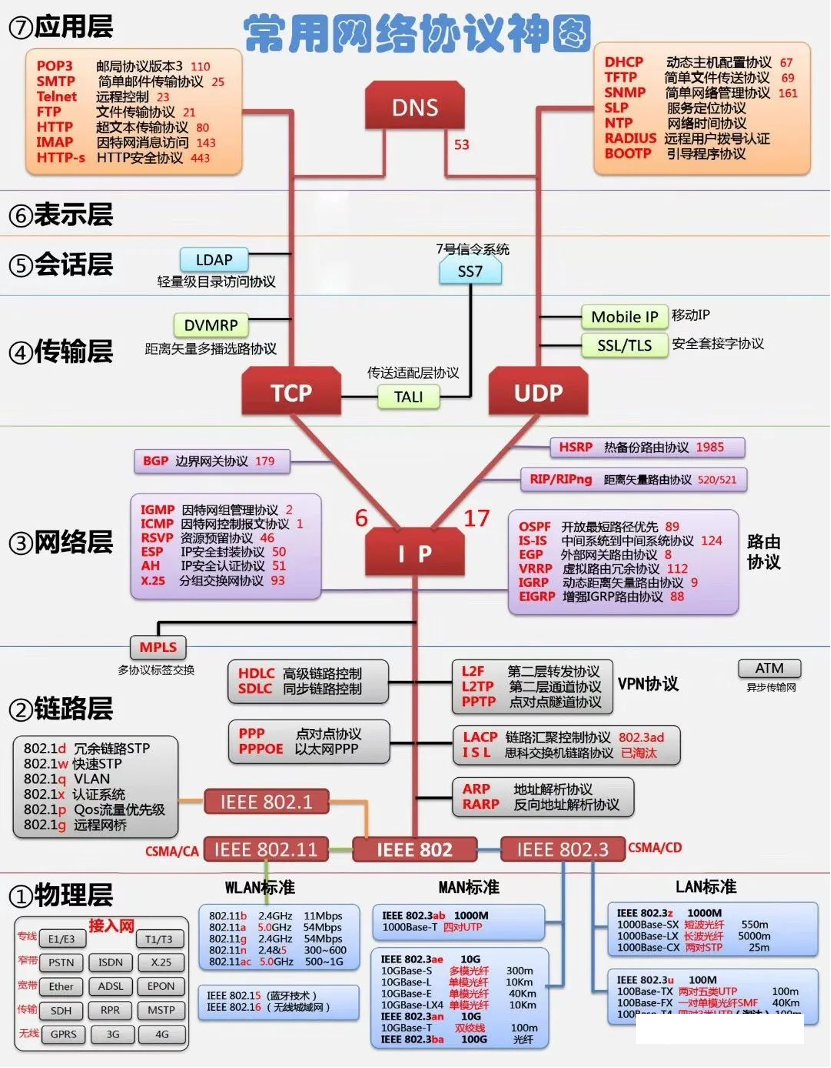 常用网络协议神图
⑦应用层
POP3 邮局协议版本3 110
SMTP 简单邮件传输协议 25
Telnet 远程控制 23
FTP 文件传输协议 21
HTTP 超文本传输协议 80
IMAP 因特网消息访问 143
HTTP-s HTTP安全协议 443
DNS
53
DHCP 动态主机配置协议 67
TFTP 简单文件传送协议 69
SNMP 简单网络管理协议 161
SLP 服务定位协议
NTP 网络时间协议
RADIUS 远程用户拨号认证
BOOTP 引导程序协议
⑥表示层
⑤会话层
LDAP
轻量级目录访问协议
7号信令系统
SS7
④传输层
DVMRP
距离矢量多播选路协议
Mobile IP 移动IP
SSL/TLS 安全套接字协议
传送适配层协议
TCP
TALI
UDP
BGP 边界网关协议 179
HSRP 热备份路由协议 1985
RIP/RIPng 距离矢量路由协议 520/521
③网络层
IGMP 因特网组管理协议 2
ICMP 因特网控制报文协议 1
RSVP 资源预留协议 46
ESP IP安全封装协议 50
AH IP安全认证协议 51
X.25 分组交换网协议 93
6
17
I P
OSPF 开放最短路径优先 89
IS-IS 中间系统到中间系统协议 124
EGP 外部网关路由协议 8
VRRP 虚拟路由冗余协议 112
IGRP 动态距离矢量路由协议 9
EIGRP 增强IGRP路由协议 88
路由
协议
MPLS
多协议标签交换
②链路层
HDLC 高级链路控制
SDLC 同步链路控制
L2F 第二层转发协议
L2TP 第二层通道协议
PPTP 点对点隧道协议
VPN协议
ATM
异步传输网
PPP 点对点协议
PPPOE 以太网PPP
LACP 链路汇聚控制协议 802.3ad
I S L 思科交换机链路协议 已淘汰
802.1d 冗余链路STP
802.1w 快速STP
802.1q VLAN
802.1x 认证系统
802.1p Qos流量优先级
802.1g 远程网桥
ARP 地址解析协议
RARP 反向地址解析协议
IEEE 802.1
CSMA/CA
IEEE 802.11
IEEE 802
IEEE 802.3
CSMA/CD
①物理层
接入网
专线 E1/E3 T1/T3
窄带 PSTN ISDN X.25
宽带 Ether ADSL EPON
传输 SDH RPR MSTP
无线 GPRS 3G 4G
WLAN标准
802.11b 2.4GHz 11Mbps
802.11a 5.0GHz 54Mbps
802.11g 2.4GHz 54Mbps
802.11n 2.4&5 300~600
802.11ac 5.0GHz 500~1G
IEEE 802.15 (蓝牙技术)
IEEE 802.16 (无线城域网)
MAN标准
IEEE 802.3ab 1000M
1000Base-T 四对UTP
IEEE 802.3ae 10G
10GBase-S 多模光纤 300m
10GBase-L 单模光纤 10Km
10GBase-E 单模光纤 40Km
10GBase-LX4 单模光纤 10Km
IEEE 802.3an 10G
10GBase-T 双绞线 100m
IEEE 802.3ba 100G 光纤
LAN标准
IEEE 802.3z 1000M
1000Base-SX 短波光纤 550m
1000Base-LX 长波光纤 5000m
1000Base-CX 两对STP 25m
IEEE 802.3u 100M
100Base-TX 两对五类UTP 100m
100Base-FX 一对单模光纤SMF 40Km